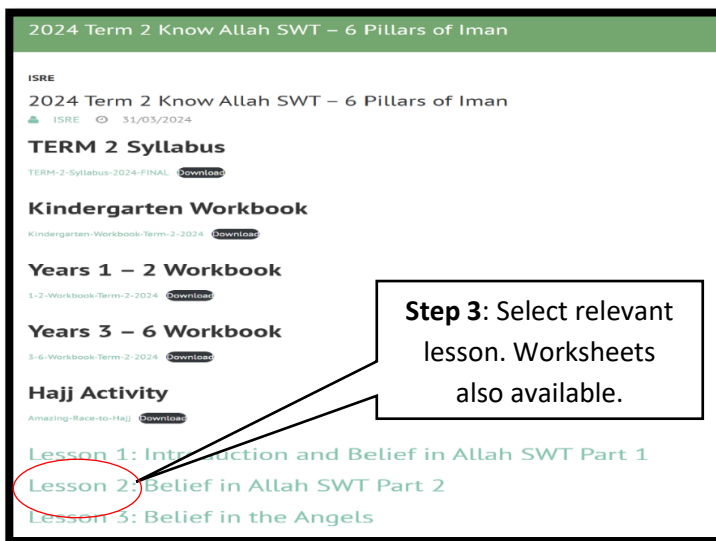 2024 Term 2 Know Allah SWT – 6 Pillars of Iman
ISRE
2024 Term 2 Know Allah SWT – 6 Pillars of Iman
ISRE 31/03/2024
TERM 2 Syllabus
TERM-2-Syllabus-2024-FINAL Download
Kindergarten Workbook
Kindergarten-Workbook-Term-2-2024 Download
Years 1 – 2 Workbook
1-2-Workbook-Term-2-2024 Download
Years 3 – 6 Workbook
3-6-Workbook-Term-2-2024 Download
Hajj Activity
Amazing-Race-to-Hajj Download
Step 3: Select relevant
lesson. Worksheets
also available.
Lesson 1: Introduction and Belief in Allah SWT Part 1
Lesson 2: Belief in Allah SWT Part 2
Lesson 3: Belief in the Angels